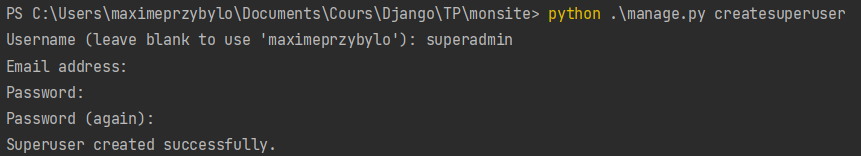 PS C:\Users\maximeprzybylo\Documents\Cours\Django\TP\monsite> python .\manage.py createsuperuser
Username (leave blank to use 'maximeprzybylo'): superadmin
Email address:
Password:
Password (again):
Superuser created successfully.